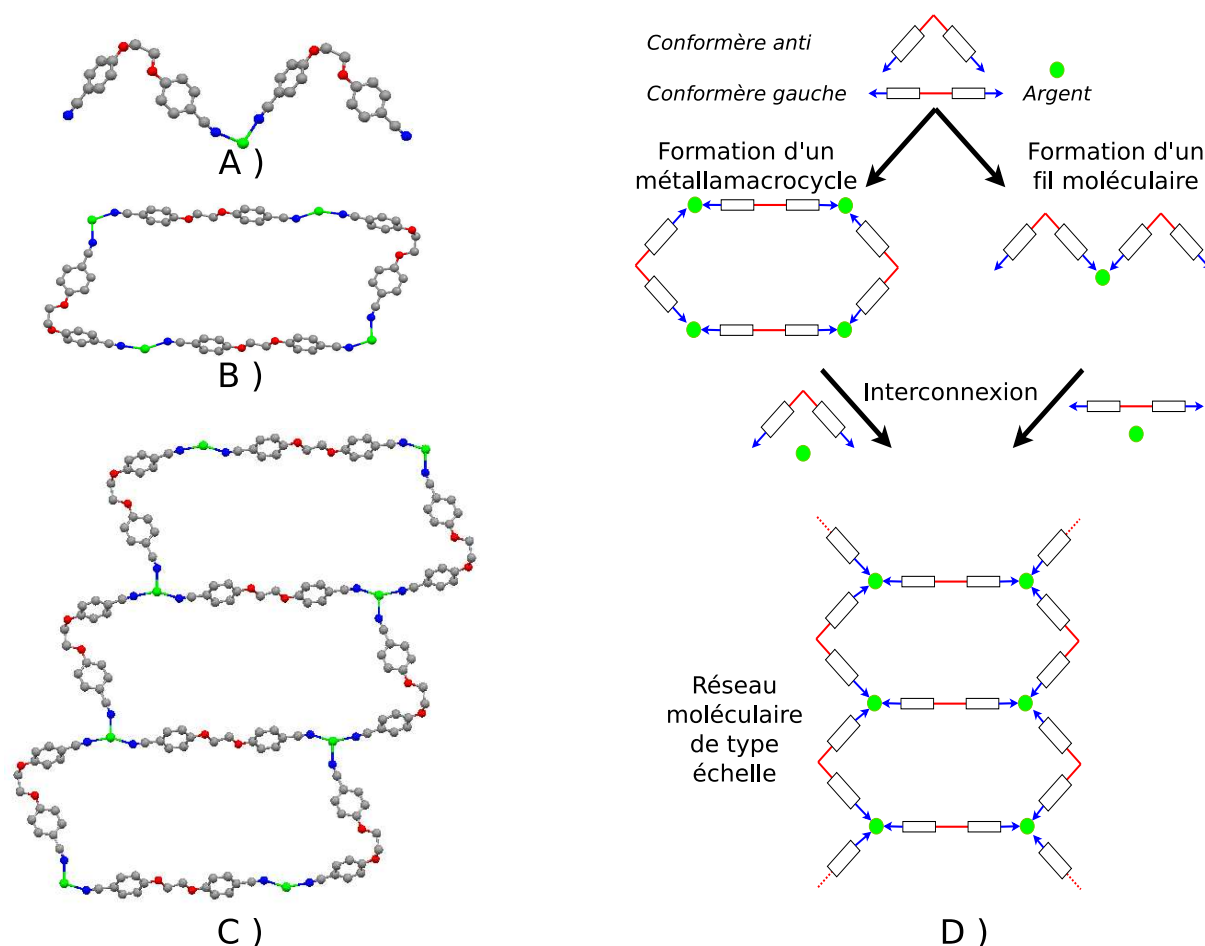 A )
B )
C )
Conformère anti
Conformère gauche
Argent
Formation d'un
métallamacrocycle
Formation d'un
fil moléculaire
Interconnexion
Réseau
moléculaire
de type
échelle
D )